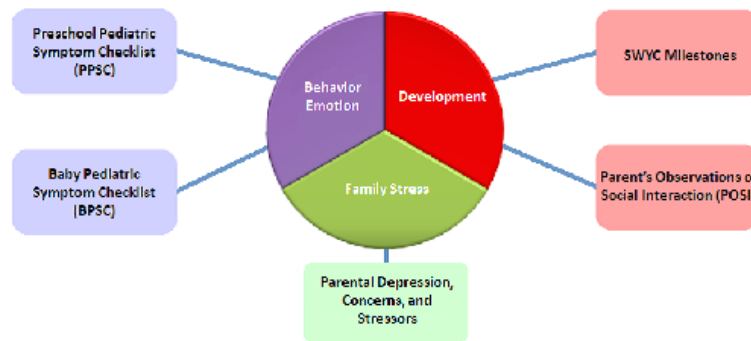 Preschool Pediatric
Symptom Checklist
(PPSC)
Behavior
Emotion
Development
SWYC Milestones
Baby Pediatric
Symptom Checklist
(BPSC)
Family Stress
Parent's Observations o
Social Interaction (POSI
Parental Depression,
Concerns, and
Stressors